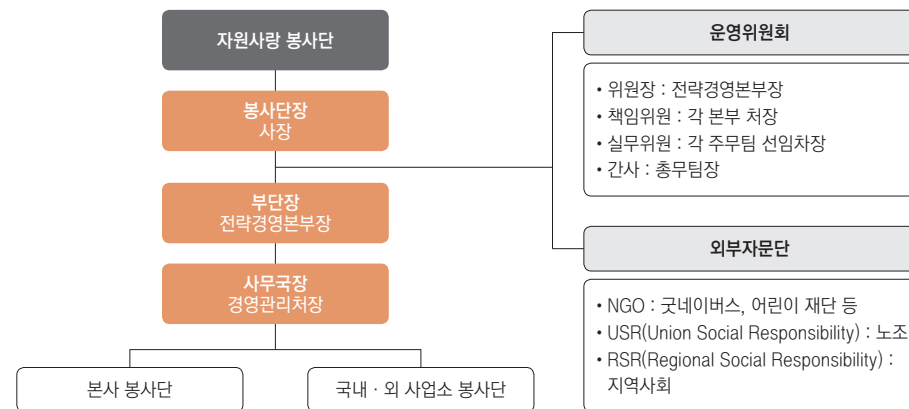 자원사랑 봉사단
봉사단장
사장
부단장
전략경영본부장
사무국장
경영관리처장
본사 봉사단
국내 · 외 사업소 봉사단
운영위원회
• 위원장 : 전략경영본부장
• 책임위원 : 각 본부 처장
• 실무위원 : 각 주무팀 선임차장
• 간사 : 총무팀장
외부자문단
• NGO : 굿네이버스, 어린이 재단 등
• USR(Union Social Responsibility) : 노조
• RSR(Regional Social Responsibility) :
지역사회